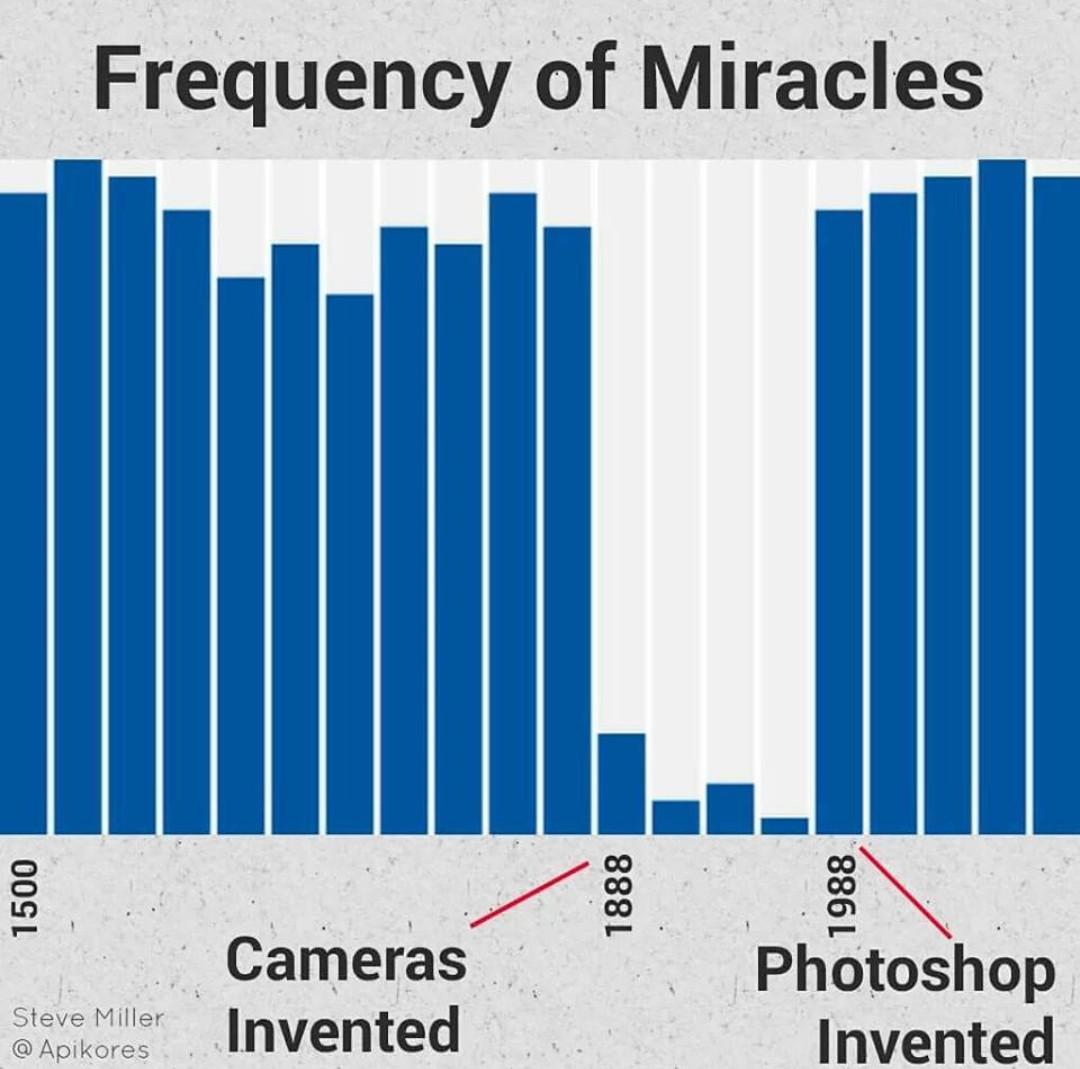 Frequency of Miracles
1500
1888
1988
Cameras
Invented
Photoshop
Invented
Steve Miller
@Apikores